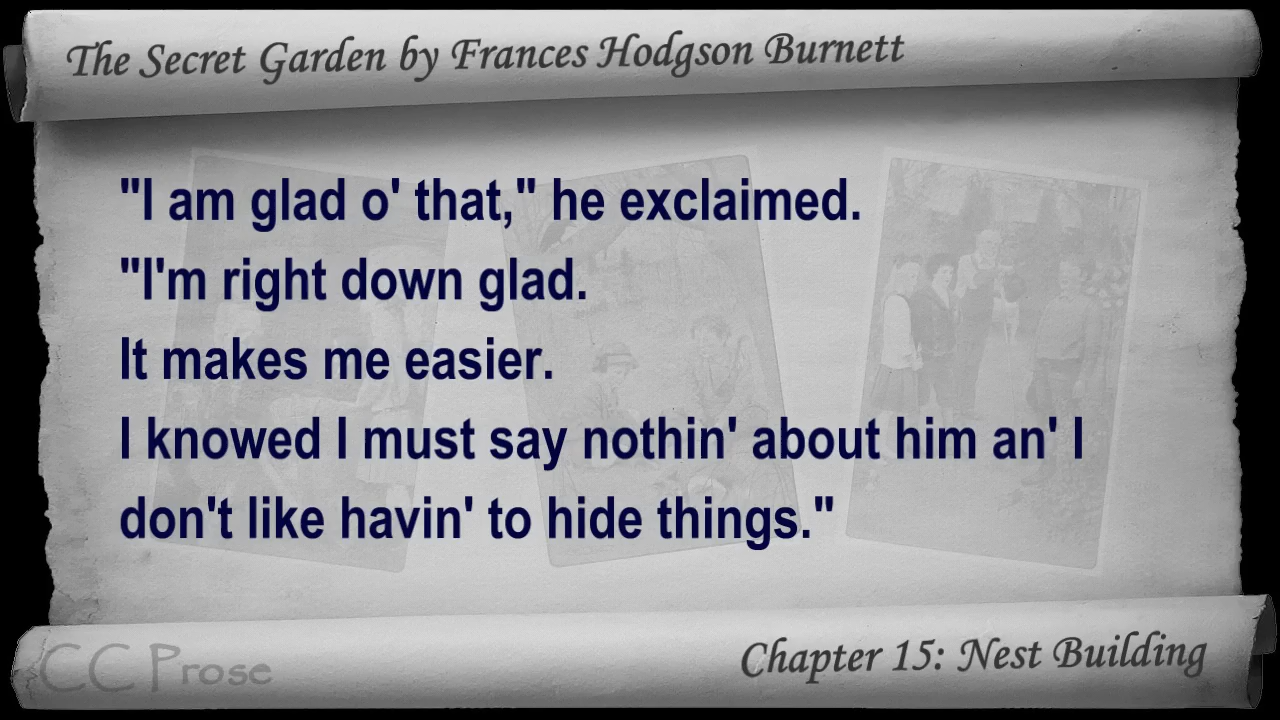 The Secret Garden by Frances Hodgson Burnett
"I am glad o' that," he exclaimed.
"I'm right down glad.
It makes me easier.
I knowed I must say nothin' about him an' I
don't like havin' to hide things."
CC Prose
Chapter 15: Nest Building